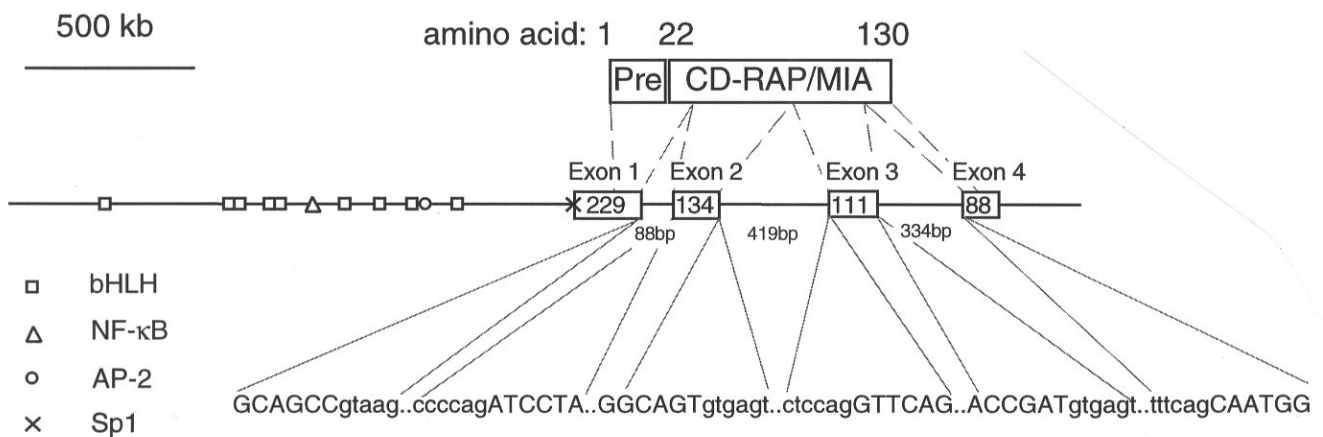 500 kb
amino acid: 1 22 130
Pre CD-RAP/MIA
Exon 1 Exon 2 Exon 3 Exon 4
229 134 111 88
88bp 419bp 334bp
bHLH
NF-κB
AP-2
Sp1
GCAGCCgtaag..ccccagATCCTA..GGCAGTgtgagt..ctccagGTTCAG..ACCGATgtgagt..tttcagCAATGG